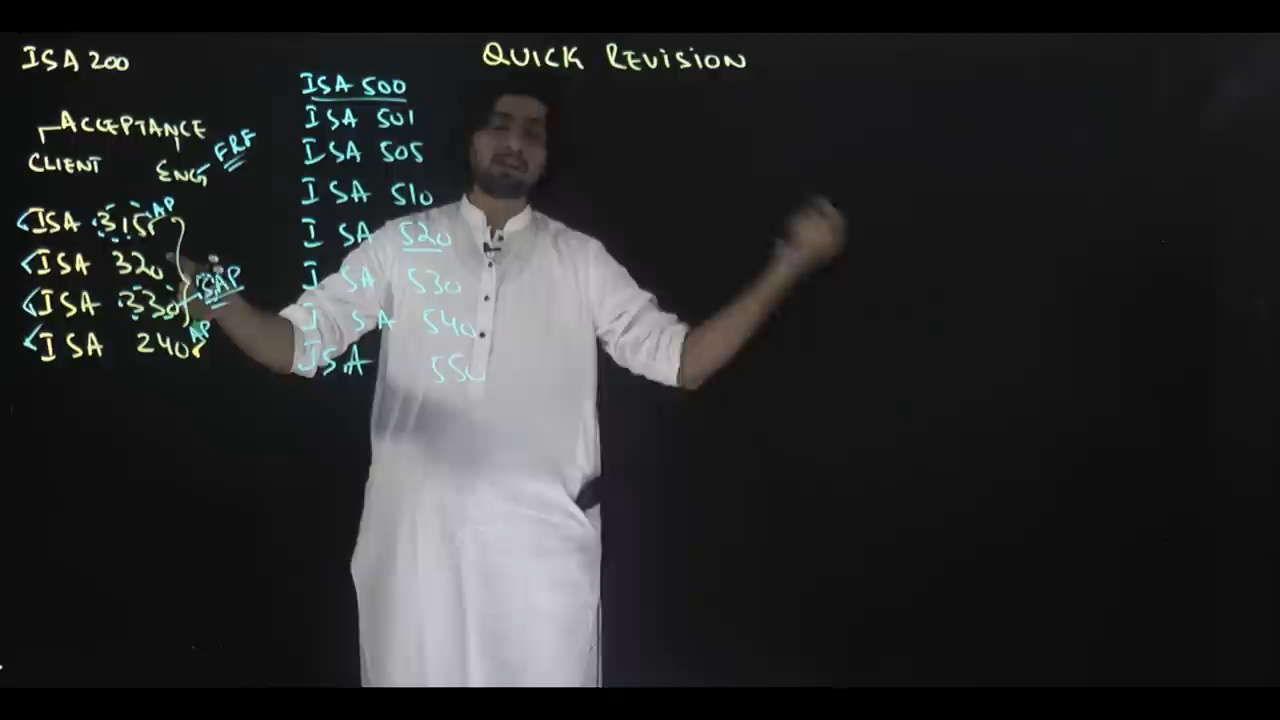 ISA 200
QUICK REVISION
ACCEPTANCE
CLIENT ENG FRF
ISA 315 AP
ISA 320
ISA 330 SAP
ISA 240 AP
ISA 500
ISA 501
ISA 505
ISA 510
ISA 520
ISA 530
ISA 540
ISA 550